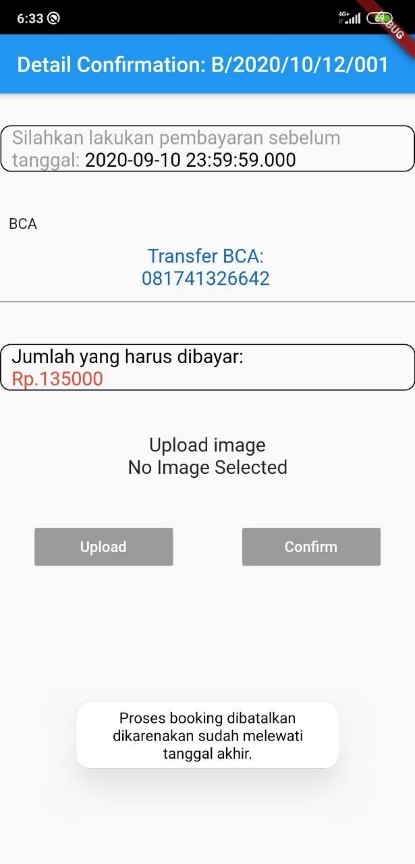 6:33
4G+
69
BUG
Detail Confirmation: B/2020/10/12/001
Silahkan lakukan pembayaran sebelum
tanggal: 2020-09-10 23:59:59.000
BCA
Transfer BCA:
081741326642
Jumlah yang harus dibayar:
Rp.135000
Upload image
No Image Selected
Upload
Confirm
Proses booking dibatalkan
dikarenakan sudah melewati
tanggal akhir.